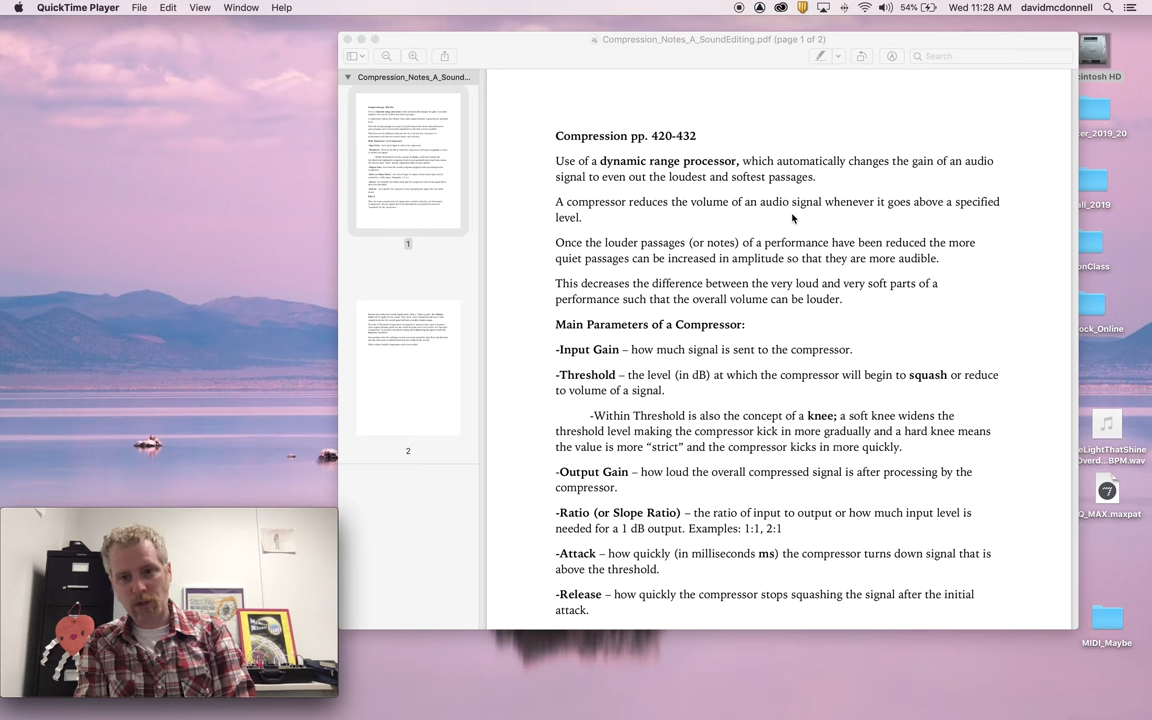 QuickTime Player File Edit View Window Help 54% Wed 11:28 AM davidmcdonnell
Compression_Notes_A_SoundEditing.pdf (page 1 of 2)
Search
Compression_Notes_A_Sound...
1
2
Compression pp. 420-432
Use of a dynamic range processor, which automatically changes the gain of an audio
signal to even out the loudest and softest passages.
A compressor reduces the volume of an audio signal whenever it goes above a specified
level.
Once the louder passages (or notes) of a performance have been reduced the more
quiet passages can be increased in amplitude so that they are more audible.
This decreases the difference between the very loud and very soft parts of a
performance such that the overall volume can be louder.
Main Parameters of a Compressor:
-Input Gain – how much signal is sent to the compressor.
-Threshold – the level (in dB) at which the compressor will begin to squash or reduce
to volume of a signal.
-Within Threshold is also the concept of a knee; a soft knee widens the
threshold level making the compressor kick in more gradually and a hard knee means
the value is more “strict” and the compressor kicks in more quickly.
-Output Gain – how loud the overall compressed signal is after processing by the
compressor.
-Ratio (or Slope Ratio) – the ratio of input to output or how much input level is
needed for a 1 dB output. Examples: 1:1, 2:1
-Attack – how quickly (in milliseconds ms) the compressor turns down signal that is
above the threshold.
-Release – how quickly the compressor stops squashing the signal after the initial
attack.
cintosh HD
ter_2019_20
all_2019
onClass
ock_Online
eLightThatShine
Overd...BPM.wav
Q_MAX.maxpat
MIDI_Maybe